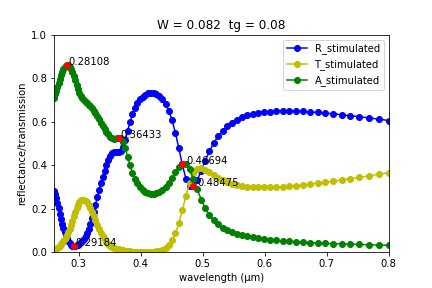 W = 0.082  tg = 0.08
reflectance/transmission
1.0
0.8
0.6
0.4
0.2
0.0
R_stimulated
T_stimulated
A_stimulated
0.28108
0.36433
0.46694
0.48475
0.29184
0.3
0.4
0.5
0.6
0.7
0.8
wavelength (μm)